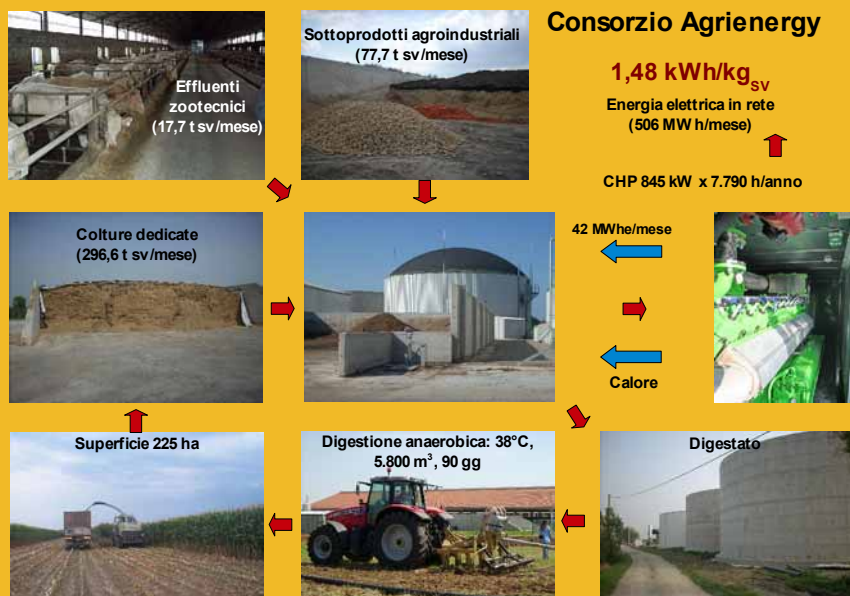 Consorzio Agrienergy
Sottoprodotti agroindustriali
(77,7 t sv/mese)
Effluenti
zootecnici
(17,7 t sv/mese)
1,48 kWh/kgSV
Energia elettrica in rete
(506 MW h/mese)
CHP 845 kW x 7.790 h/anno
Colture dedicate
(296,6 t sv/mese)
42 MWhe/mese
Calore
Superficie 225 ha
Digestione anaerobica: 38°C,
5.800 m³, 90 gg
Digestato